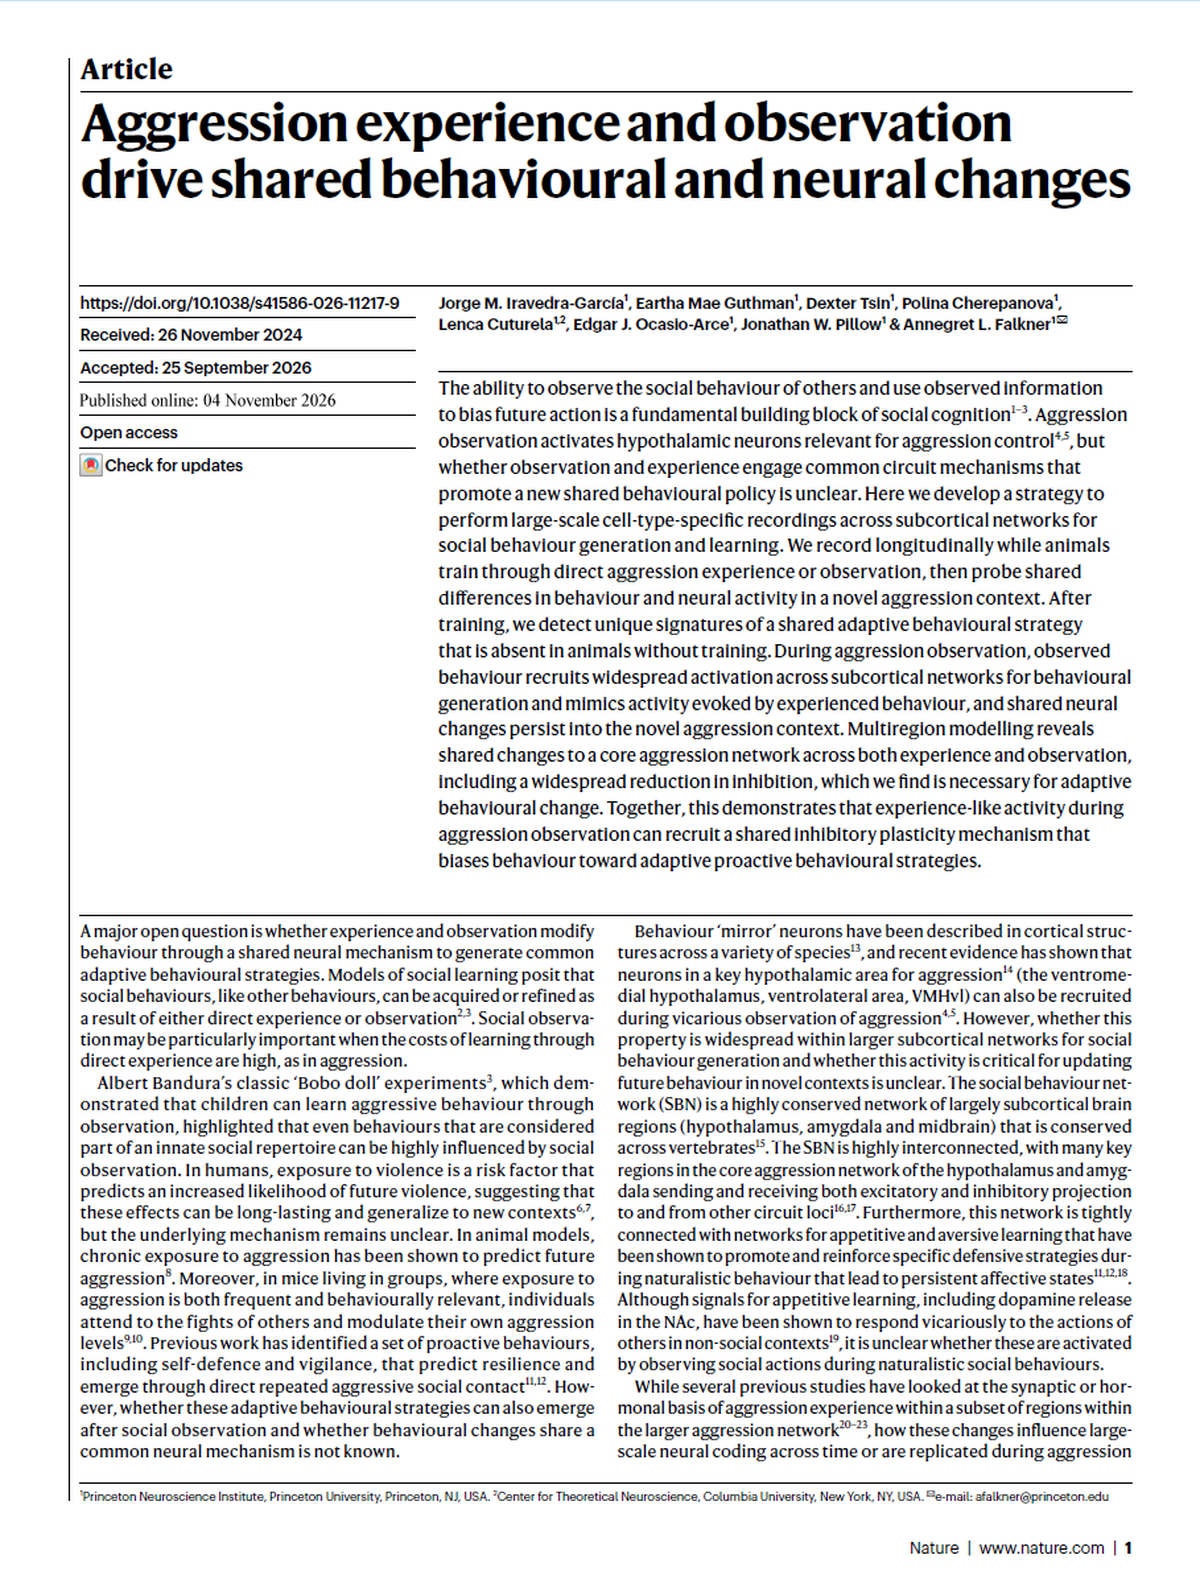 Article
Aggression experience and observation
drive shared behavioural and neural changes
https://doi.org/10.1038/s41586-026-11217-9
Received: 26 November 2024
Accepted: 25 September 2026
Published online: 04 November 2026
Open access
Check for updates
Jorge M. Iravedra-García¹, Eartha Mae Guthman¹, Dexter Tsin¹, Polina Cherepanova¹,
Lenca Cuturela¹,², Edgar J. Ocasio-Arce¹, Jonathan W. Pillow¹ & Annegret L. Falkner¹✉
The ability to observe the social behaviour of others and use observed information
to bias future action is a fundamental building block of social cognition¹⁻³. Aggression
observation activates hypothalamic neurons relevant for aggression control⁴,⁵, but
whether observation and experience engage common circuit mechanisms that
promote a new shared behavioural policy is unclear. Here we develop a strategy to
perform large-scale cell-type-specific recordings across subcortical networks for
social behaviour generation and learning. We record longitudinally while animals
train through direct aggression experience or observation, then probe shared
differences in behaviour and neural activity in a novel aggression context. After
training, we detect unique signatures of a shared adaptive behavioural strategy
that is absent in animals without training. During aggression observation, observed
behaviour recruits widespread activation across subcortical networks for behavioural
generation and mimics activity evoked by experienced behaviour, and shared neural
changes persist into the novel aggression context. Multiregion modelling reveals
shared changes to a core aggression network across both experience and observation,
including a widespread reduction in inhibition, which we find is necessary for adaptive
behavioural change. Together, this demonstrates that experience-like activity during
aggression observation can recruit a shared inhibitory plasticity mechanism that
biases behaviour toward adaptive proactive behavioural strategies.
A major open question is whether experience and observation modify
behaviour through a shared neural mechanism to generate common
adaptive behavioural strategies. Models of social learning posit that
social behaviours, like other behaviours, can be acquired or refined as
a result of either direct experience or observation²,³. Social observa-
tion may be particularly important when the costs of learning through
direct experience are high, as in aggression.
Albert Bandura's classic 'Bobo doll' experiments³, which dem-
onstrated that children can learn aggressive behaviour through
observation, highlighted that even behaviours that are considered
part of an innate social repertoire can be highly influenced by social
observation. In humans, exposure to violence is a risk factor that
predicts an increased likelihood of future violence, suggesting that
these effects can be long-lasting and generalize to new contexts⁶,⁷,
but the underlying mechanism remains unclear. In animal models,
chronic exposure to aggression has been shown to predict future
aggression⁸. Moreover, in mice living in groups, where exposure to
aggression is both frequent and behaviourally relevant, individuals
attend to the fights of others and modulate their own aggression
levels⁹,¹⁰. Previous work has identified a set of proactive behaviours,
including self-defence and vigilance, that predict resilience and
emerge through direct repeated aggressive social contact¹¹,¹². How-
ever, whether these adaptive behavioural strategies can also emerge
after social observation and whether behavioural changes share a
common neural mechanism is not known.
Behaviour 'mirror' neurons have been described in cortical struc-
tures across a variety of species¹³, and recent evidence has shown that
neurons in a key hypothalamic area for aggression¹⁴ (the ventrome-
dial hypothalamus, ventrolateral area, VMHvl) can also be recruited
during vicarious observation of aggression⁴,⁵. However, whether this
property is widespread within larger subcortical networks for social
behaviour generation and whether this activity is critical for updating
future behaviour in novel contexts is unclear. The social behaviour net-
work (SBN) is a highly conserved network of largely subcortical brain
regions (hypothalamus, amygdala and midbrain) that is conserved
across vertebrates¹⁵. The SBN is highly interconnected, with many key
regions in the core aggression network of the hypothalamus and amyg-
dala sending and receiving both excitatory and inhibitory projection
to and from other circuit loci¹⁶,¹⁷. Furthermore, this network is tightly
connected with networks for appetitive and aversive learning that have
been shown to promote and reinforce specific defensive strategies dur-
ing naturalistic behaviour that lead to persistent affective states¹¹,¹²,¹⁸.
Although signals for appetitive learning, including dopamine release
in the NAc, have been shown to respond vicariously to the actions of
others in non-social contexts¹⁹, it is unclear whether these are activated
by observing social actions during naturalistic social behaviours.
While several previous studies have looked at the synaptic or hor-
monal basis of aggression experience within a subset of regions within
the larger aggression network²⁰⁻²³, how these changes influence large-
scale neural coding across time or are replicated during aggression
¹Princeton Neuroscience Institute, Princeton University, Princeton, NJ, USA. ²Center for Theoretical Neuroscience, Columbia University, New York, NY, USA. ✉e-mail: afalkner@princeton.edu
Nature | www.nature.com | 1